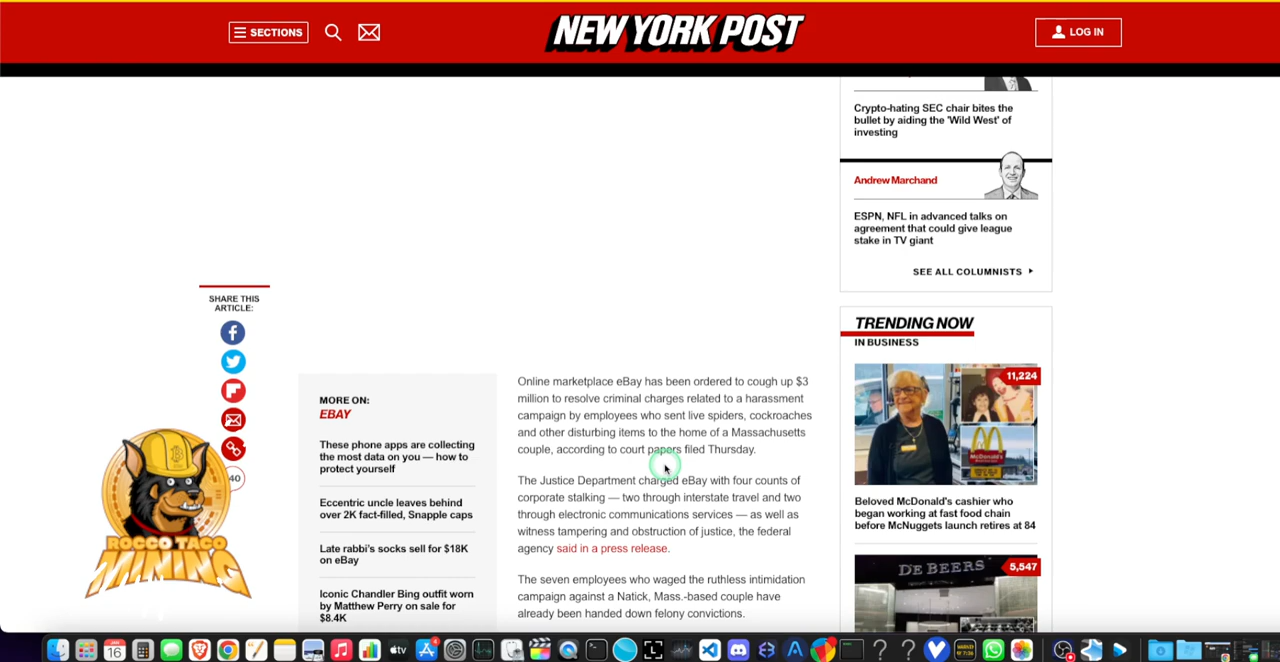 SECTIONS
NEW YORK POST
LOG IN
Crypto-hating SEC chair bites the
bullet by aiding the 'Wild West' of
investing
Andrew Marchand
ESPN, NFL in advanced talks on
agreement that could give league
stake in TV giant
SEE ALL COLUMNISTS
SHARE THIS
ARTICLE:
40
ROCCO TACO
MINING
MORE ON:
EBAY
These phone apps are collecting
the most data on you — how to
protect yourself
Eccentric uncle leaves behind
over 2K fact-filled, Snapple caps
Late rabbi's socks sell for $18K
on eBay
Iconic Chandler Bing outfit worn
by Matthew Perry on sale for
$8.4K
Online marketplace eBay has been ordered to cough up $3
million to resolve criminal charges related to a harassment
campaign by employees who sent live spiders, cockroaches
and other disturbing items to the home of a Massachusetts
couple, according to court papers filed Thursday.
The Justice Department charged eBay with four counts of
corporate stalking — two through interstate travel and two
through electronic communications services — as well as
witness tampering and obstruction of justice, the federal
agency said in a press release.
The seven employees who waged the ruthless intimidation
campaign against a Natick, Mass.-based couple have
already been handed down felony convictions.
TRENDING NOW
IN BUSINESS
11,224
McDonald's
Beloved McDonald's cashier who
began working at fast food chain
before McNuggets launch retires at 84
DE BEERS
5,547
JAN
16
tv
4